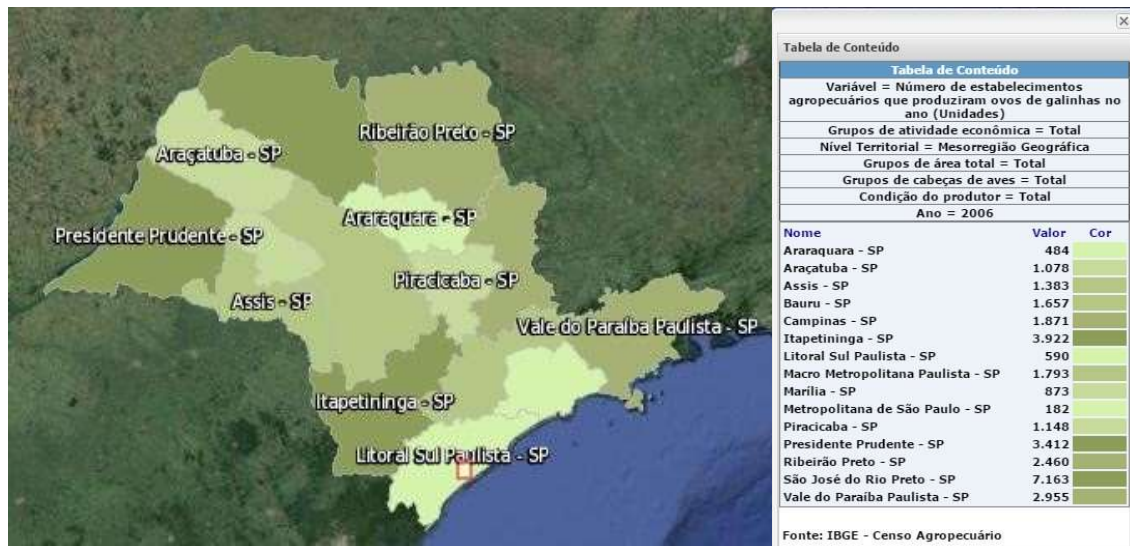 Ribeirão Preto - SP
Araçatuba - SP
Araraquara - SP
Presidente Prudente - SP
Piracicaba - SP
Assis - SP
Vale do Paraíba Paulista - SP
Itapetininga - SP
Litoral Sul Paulista - SP
Tabela de Conteúdo
Tabela de Conteúdo
Variável = Número de estabelecimentos
agropecuários que produziram ovos de galinhas no
ano (Unidades)
Grupos de atividade econômica = Total
Nível Territorial = Mesorregião Geográfica
Grupos de área total = Total
Grupos de cabeças de aves = Total
Condição do produtor = Total
Ano = 2006
Nome Valor Cor
Araraquara - SP 484
Araçatuba - SP 1.078
Assis - SP 1.383
Bauru - SP 1.657
Campinas - SP 1.871
Itapetininga - SP 3.922
Litoral Sul Paulista - SP 590
Macro Metropolitana Paulista - SP 1.793
Marília - SP 873
Metropolitana de São Paulo - SP 182
Piracicaba - SP 1.148
Presidente Prudente - SP 3.412
Ribeirão Preto - SP 2.460
São José do Rio Preto - SP 7.163
Vale do Paraíba Paulista - SP 2.955
Fonte: IBGE - Censo Agropecuário